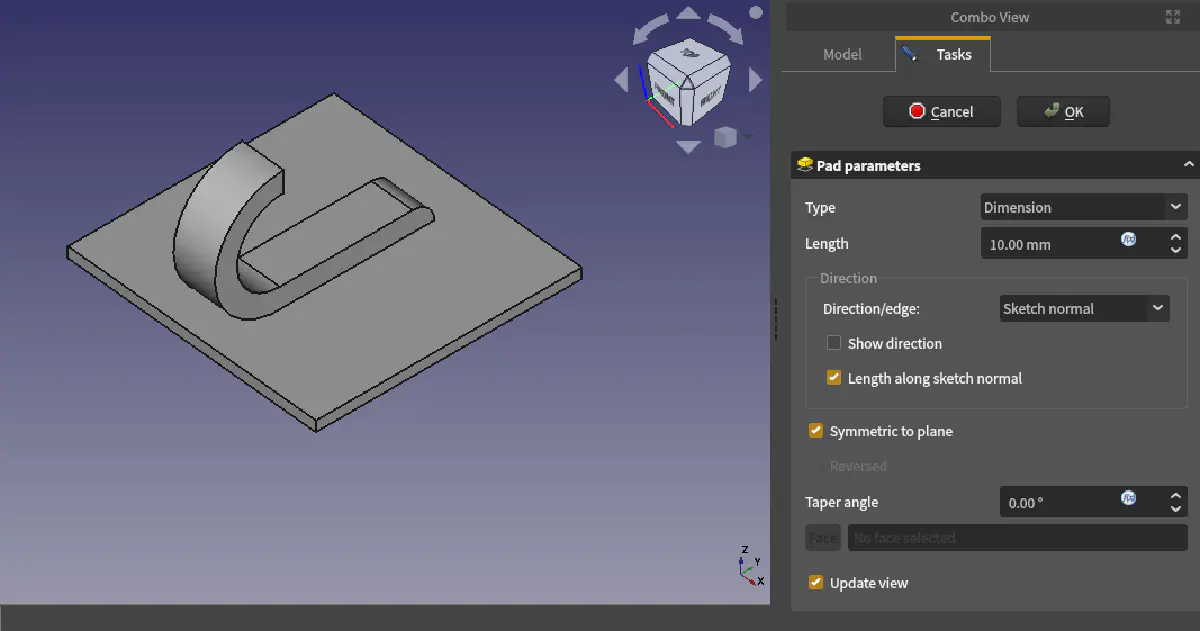 Combo View
Model
Tasks
Cancel
OK
Pad parameters
Type
Dimension
Length
10.00 mm
Direction
Direction/edge:
Sketch normal
Show direction
Length along sketch normal
Symmetric to plane
Reversed
Taper angle
0.00 °
Face
No face selected
Update view
Z
Y
X